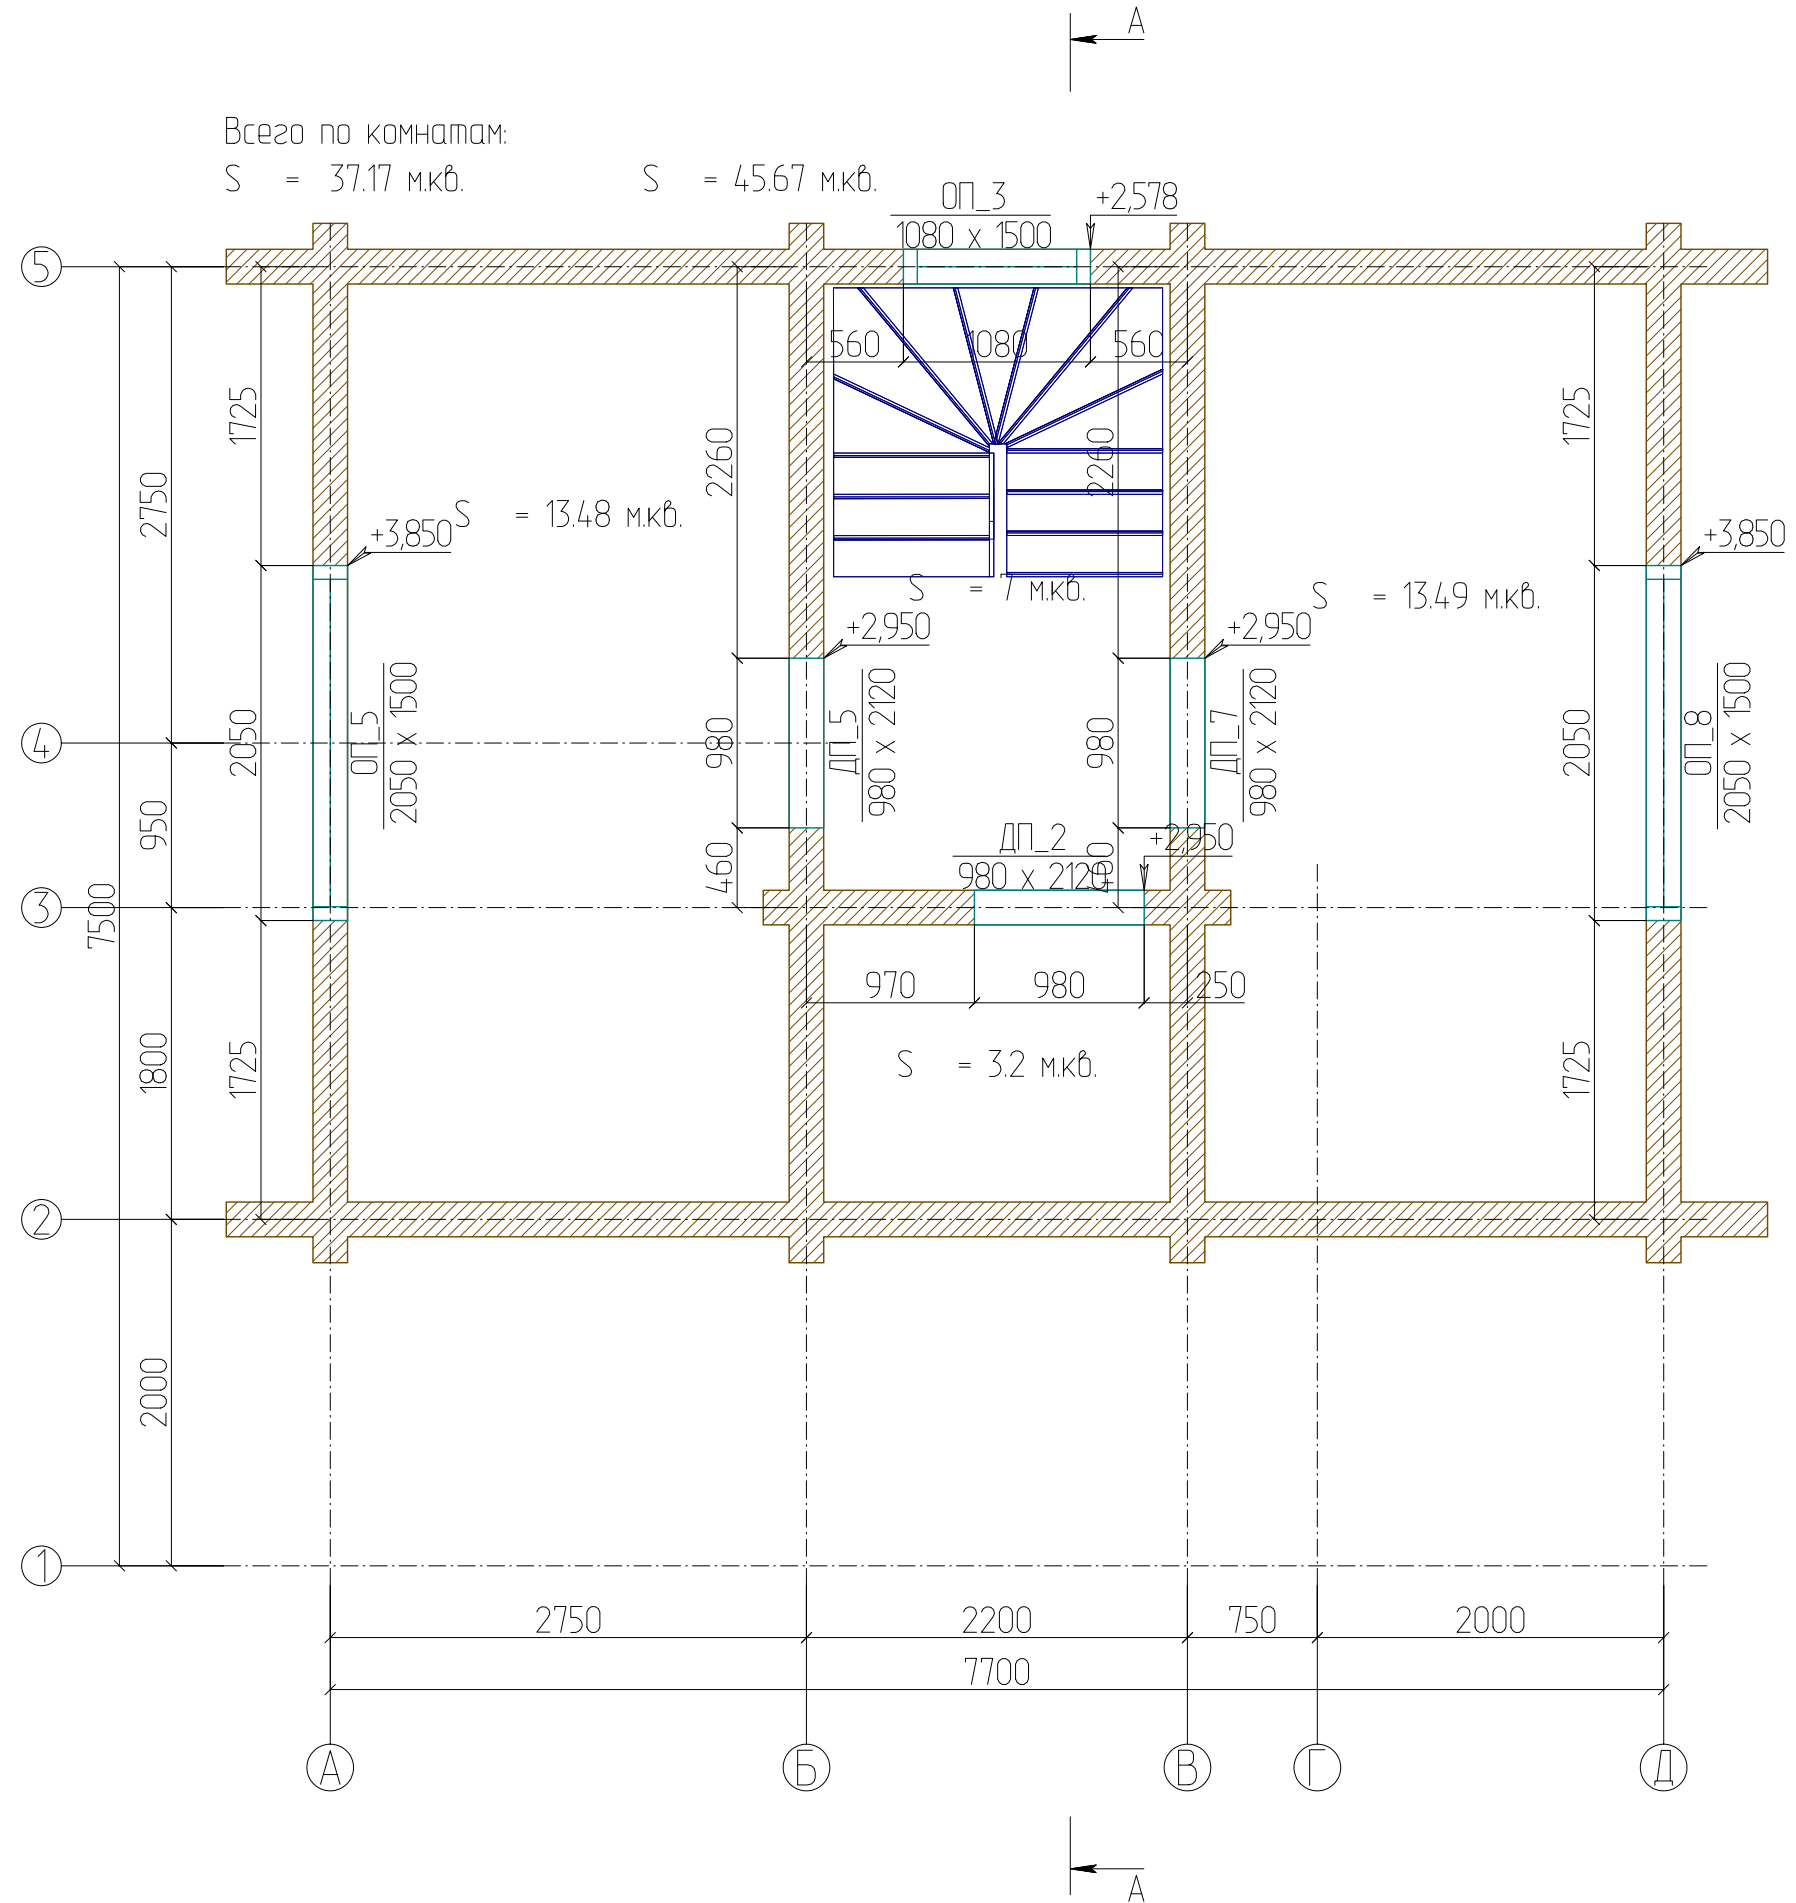 А
Всего по комнатам:
S = 37.17 м.кв.
S = 45.67 м.кв.
ОП_3
1080 х 1500
+2,578
5
560
1080
560
1725
2260
2260
1725
2750
S = 13.48 м.кв.
+3,850
+3,850
S = 7 м.кв.
S = 13.49 м.кв.
+2,950
+2,950
4
2050
ОП_5
2050 х 1500
980
ДП_5
980 х 2120
980
ДП_7
980 х 2120
2050
ОП_8
2050 х 1500
950
460
ДП_2
980 х 2120
+2,950
460
3
7500
970
980
250
1800
1725
S = 3.2 м.кв.
1725
2
2000
1
2750
2200
750
2000
7700
А
Б
В
Г
Д
А